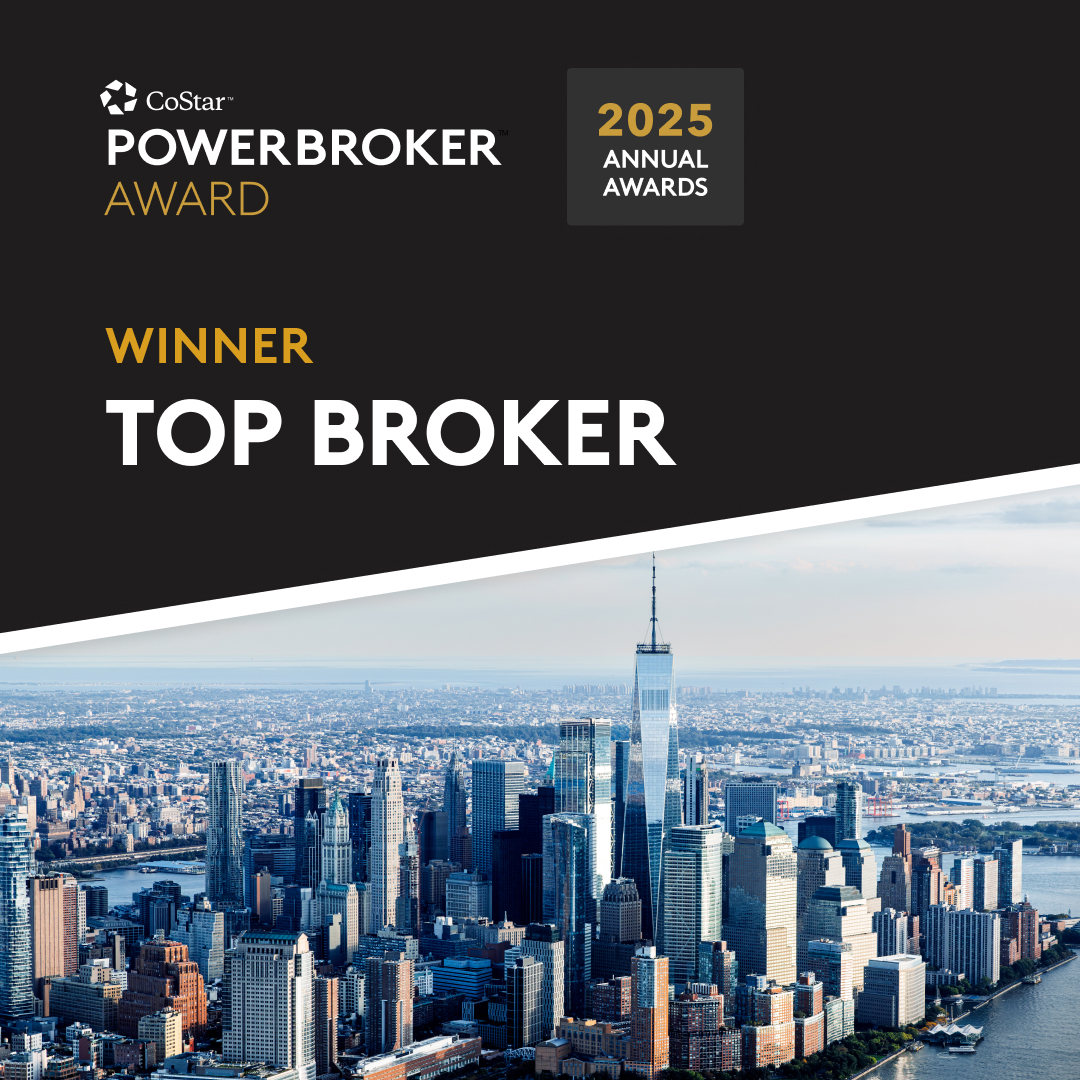 CoStar™
POWERBROKER™
AWARD
2025
ANNUAL
AWARDS
WINNER
TOP BROKER